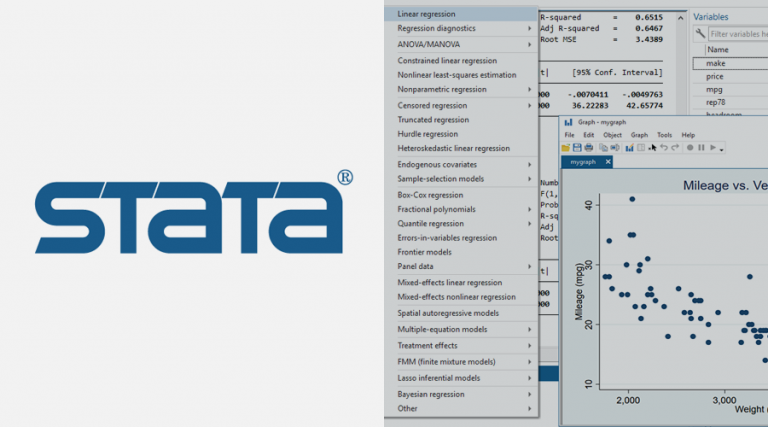 STATA®
Linear regression
Regression diagnostics
ANOVA/MANOVA
Constrained linear regression
Nonlinear least-squares estimation
Nonparametric regression
Censored regression
Truncated regression
Hurdle regression
Heteroskedastic linear regression
Endogenous covariates
Sample-selection models
Box-Cox regression
Fractional polynomials
Quantile regression
Errors-in-variables regression
Frontier models
Panel data
Mixed-effects linear regression
Mixed-effects nonlinear regression
Spatial autoregressive models
Multiple-equation models
Treatment effects
FMM (finite mixture models)
Lasso inferential models
Bayesian regression
Other
R-squared = 0.6515
Adj R-squared = 0.6467
Root MSE = 3.4389
t| [95% Conf. Interval]
000 -.0070411 -.0049763
000 36.22283 42.65774
Numb
F(1,
Prob
R-sq
Adj
Root
t|
000
000
Variables
Filter variables he
Name
make
price
mpg
rep78
Graph - mygraph
File Edit Object Graph Tools Help
mygraph
Mileage vs. Ve
Mileage (mpg)
40
30
20
10
2,000 3,000
Weight (